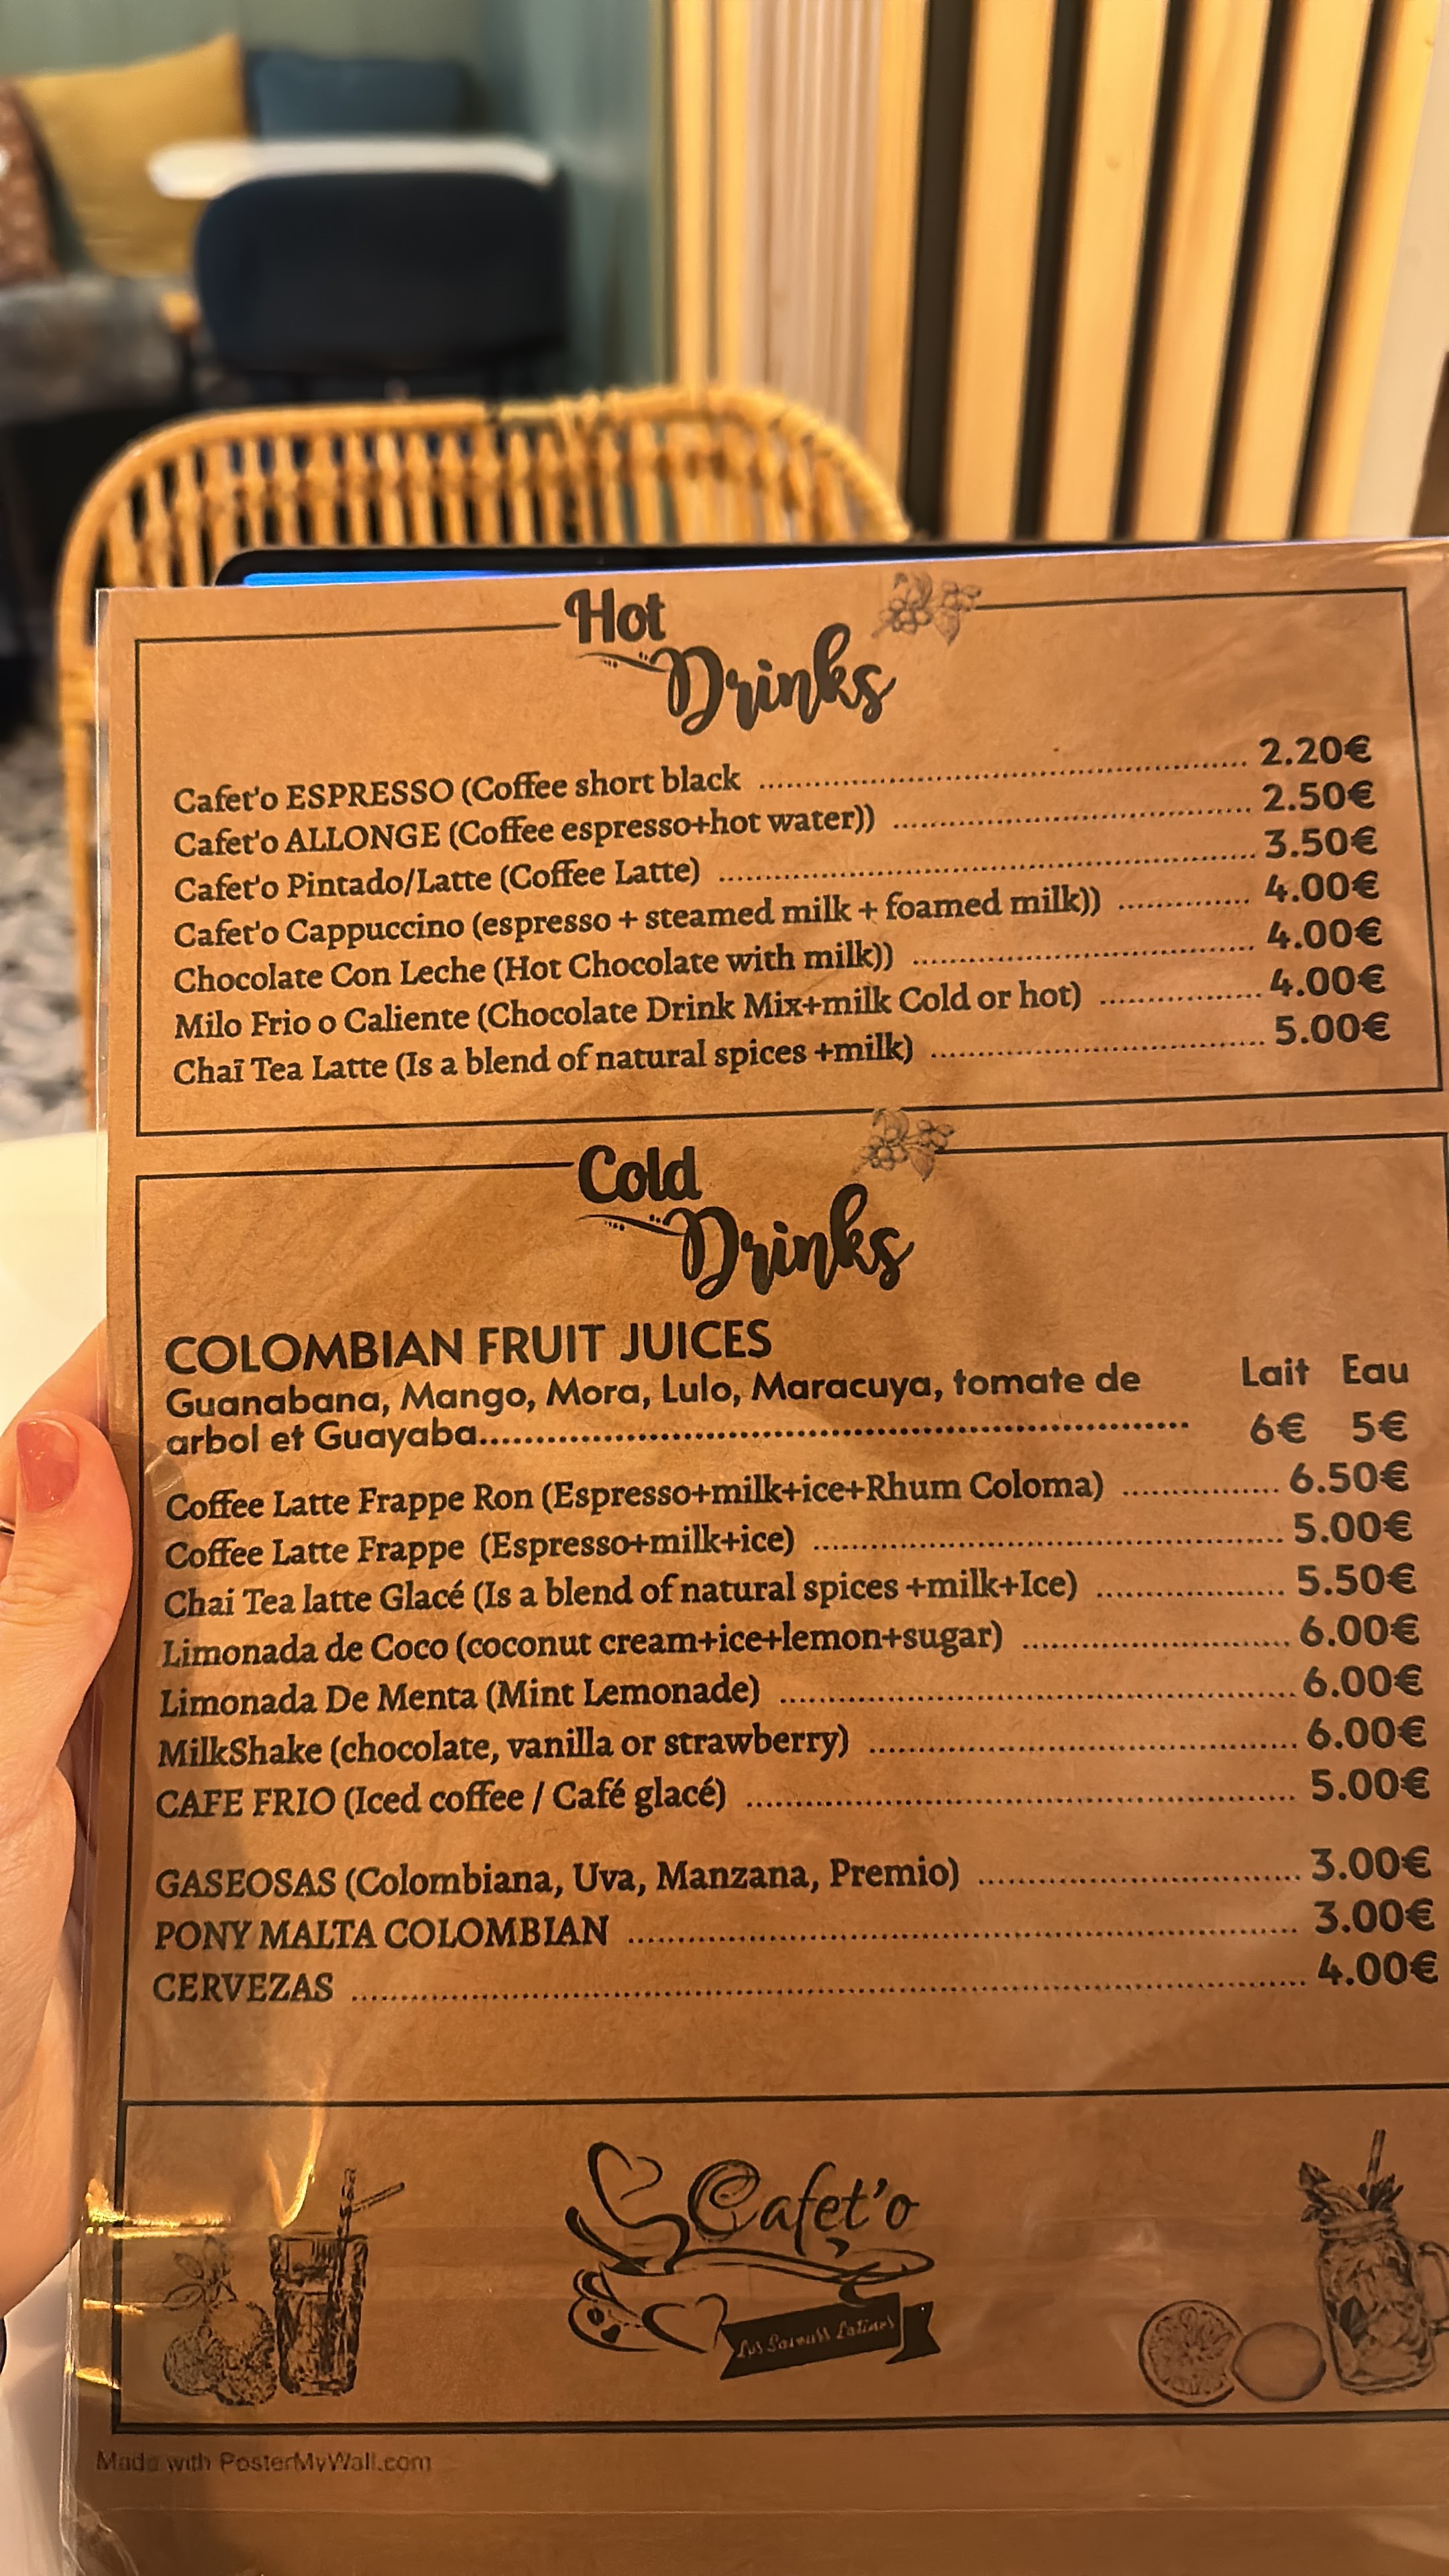 Hot
Drinks
Cafet'o ESPRESSO (Coffee short black ........ 2.20€
Cafet'o ALLONGE (Coffee espresso+hot water)) ........ 2.50€
Cafet'o Pintado/Latte (Coffee Latte) ........ 3.50€
Cafet'o Cappuccino (espresso + steamed milk + foamed milk)) ........ 4.00€
Chocolate Con Leche (Hot Chocolate with milk)) ........ 4.00€
Milo Frio o Caliente (Chocolate Drink Mix+milk Cold or hot) ........ 4.00€
Chaï Tea Latte (Is a blend of natural spices +milk) ........ 5.00€
Cold
Drinks
COLOMBIAN FRUIT JUICES
Guanabana, Mango, Mora, Lulo, Maracuya, tomate de Lait Eau
arbol et Guayaba........ 6€ 5€
Coffee Latte Frappe Ron (Espresso+milk+ice+Rhum Coloma) ........ 6.50€
Coffee Latte Frappe (Espresso+milk+ice) ........ 5.00€
Chai Tea latte Glacé (Is a blend of natural spices +milk+Ice) ........ 5.50€
Limonada de Coco (coconut cream+ice+lemon+sugar) ........ 6.00€
Limonada De Menta (Mint Lemonade) ........ 6.00€
MilkShake (chocolate, vanilla or strawberry) ........ 6.00€
CAFE FRIO (Iced coffee / Café glacé) ........ 5.00€
GASEOSAS (Colombiana, Uva, Manzana, Premio) ........ 3.00€
PONY MALTA COLOMBIAN ........ 3.00€
CERVEZAS ........ 4.00€
Cafet'o
Latines
Made with PosterMyWall.com